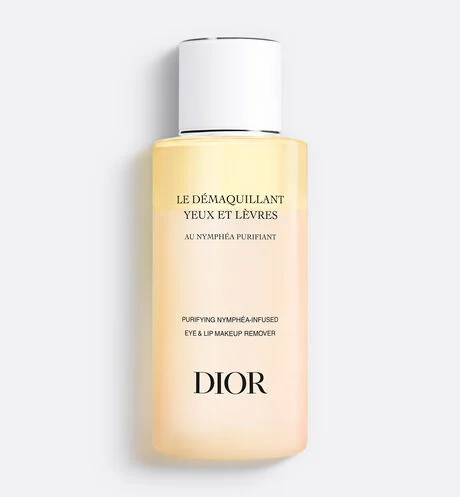 LE DÉMAQUILLANT
YEUX ET LÈVRES
AU NYMPHÉA PURIFIANT
PURIFYING NYMPHÉA-INFUSED
EYE & LIP MAKEUP REMOVER
DIOR